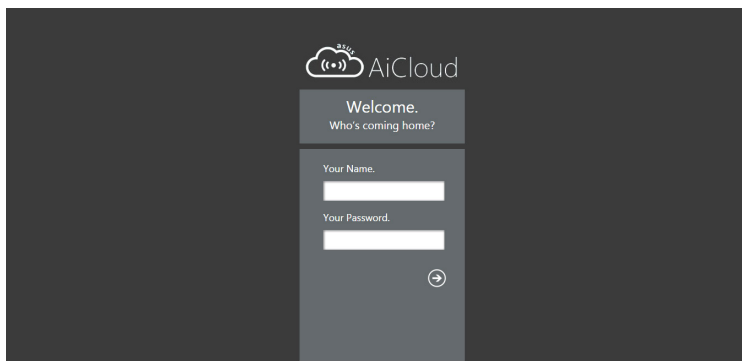 asus
AiCloud
Welcome.
Who's coming home?
Your Name.
Your Password.